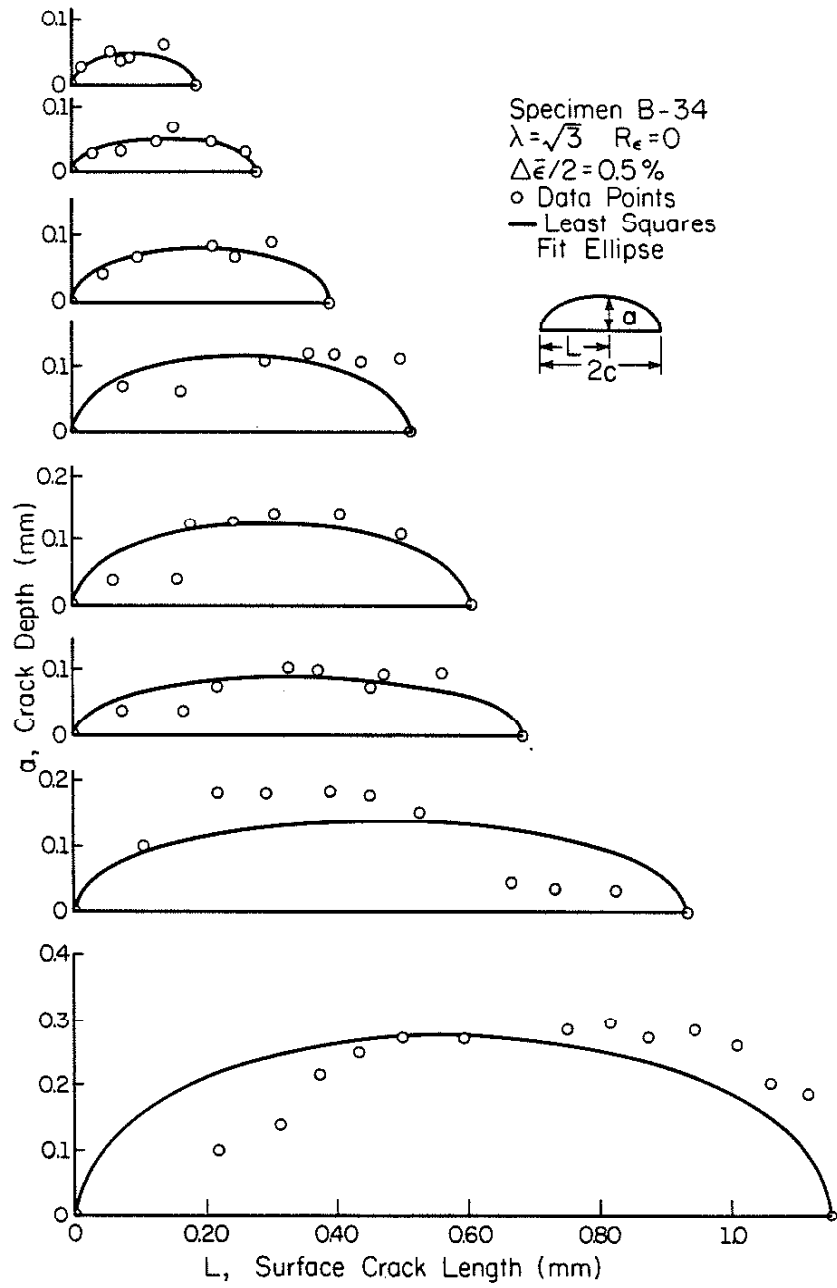 0.1
0
0.1
0
Specimen B-34
λ=√3 Rϵ=0
Δε̄/2=0.5%
o Data Points
— Least Squares
Fit Ellipse
0.1
0
a
L
2c
0.1
0
0.2
0.1
0
a, Crack Depth (mm)
0.1
0
0.2
0.1
0
0.4
0.3
0.2
0.1
0
0 0.20 0.40 0.60 0.80 1.0
L, Surface Crack Length (mm)